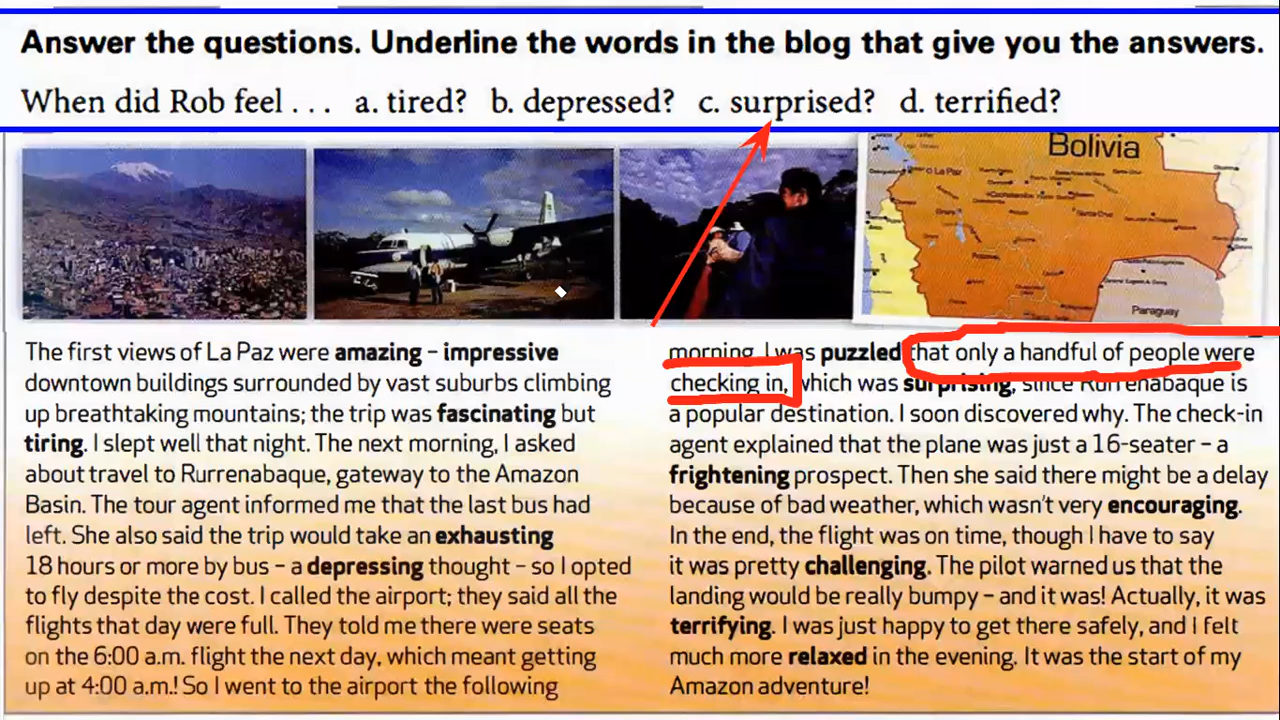 Answer the questions. Underline the words in the blog that give you the answers.
When did Rob feel . . . a. tired? b. depressed? c. surprised? d. terrified?
Bolivia
La Paz
Paraguay
The first views of La Paz were amazing – impressive
downtown buildings surrounded by vast suburbs climbing
up breathtaking mountains; the trip was fascinating but
tiring. I slept well that night. The next morning, I asked
about travel to Rurrenabaque, gateway to the Amazon
Basin. The tour agent informed me that the last bus had
left. She also said the trip would take an exhausting
18 hours or more by bus – a depressing thought – so I opted
to fly despite the cost. I called the airport; they said all the
flights that day were full. They told me there were seats
on the 6:00 a.m. flight the next day, which meant getting
up at 4:00 a.m.! So I went to the airport the following
morning. I was puzzled that only a handful of people were
checking in, which was surprising, since Rurrenabaque is
a popular destination. I soon discovered why. The check-in
agent explained that the plane was just a 16-seater – a
frightening prospect. Then she said there might be a delay
because of bad weather, which wasn't very encouraging.
In the end, the flight was on time, though I have to say
it was pretty challenging. The pilot warned us that the
landing would be really bumpy – and it was! Actually, it was
terrifying. I was just happy to get there safely, and I felt
much more relaxed in the evening. It was the start of my
Amazon adventure!